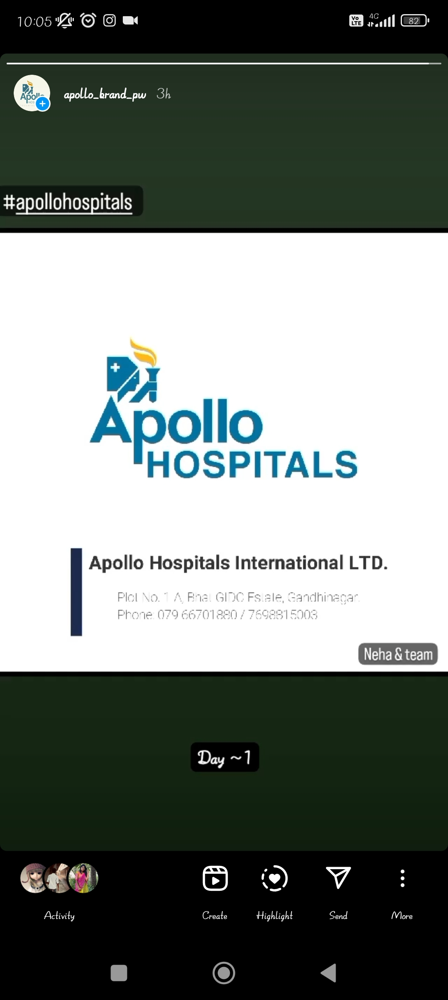 10:05
Vo LTE 4G 82
apollo_brand_pw 3h
#apollohospitals
Apollo
HOSPITALS
Apollo Hospitals International LTD.
Plot No. 1 A, Bhat GIDC Estate, Gandhinagar.
Phone: 079 66701880 / 7698815003
Neha & team
Day ~1
Activity Create Highlight Send More